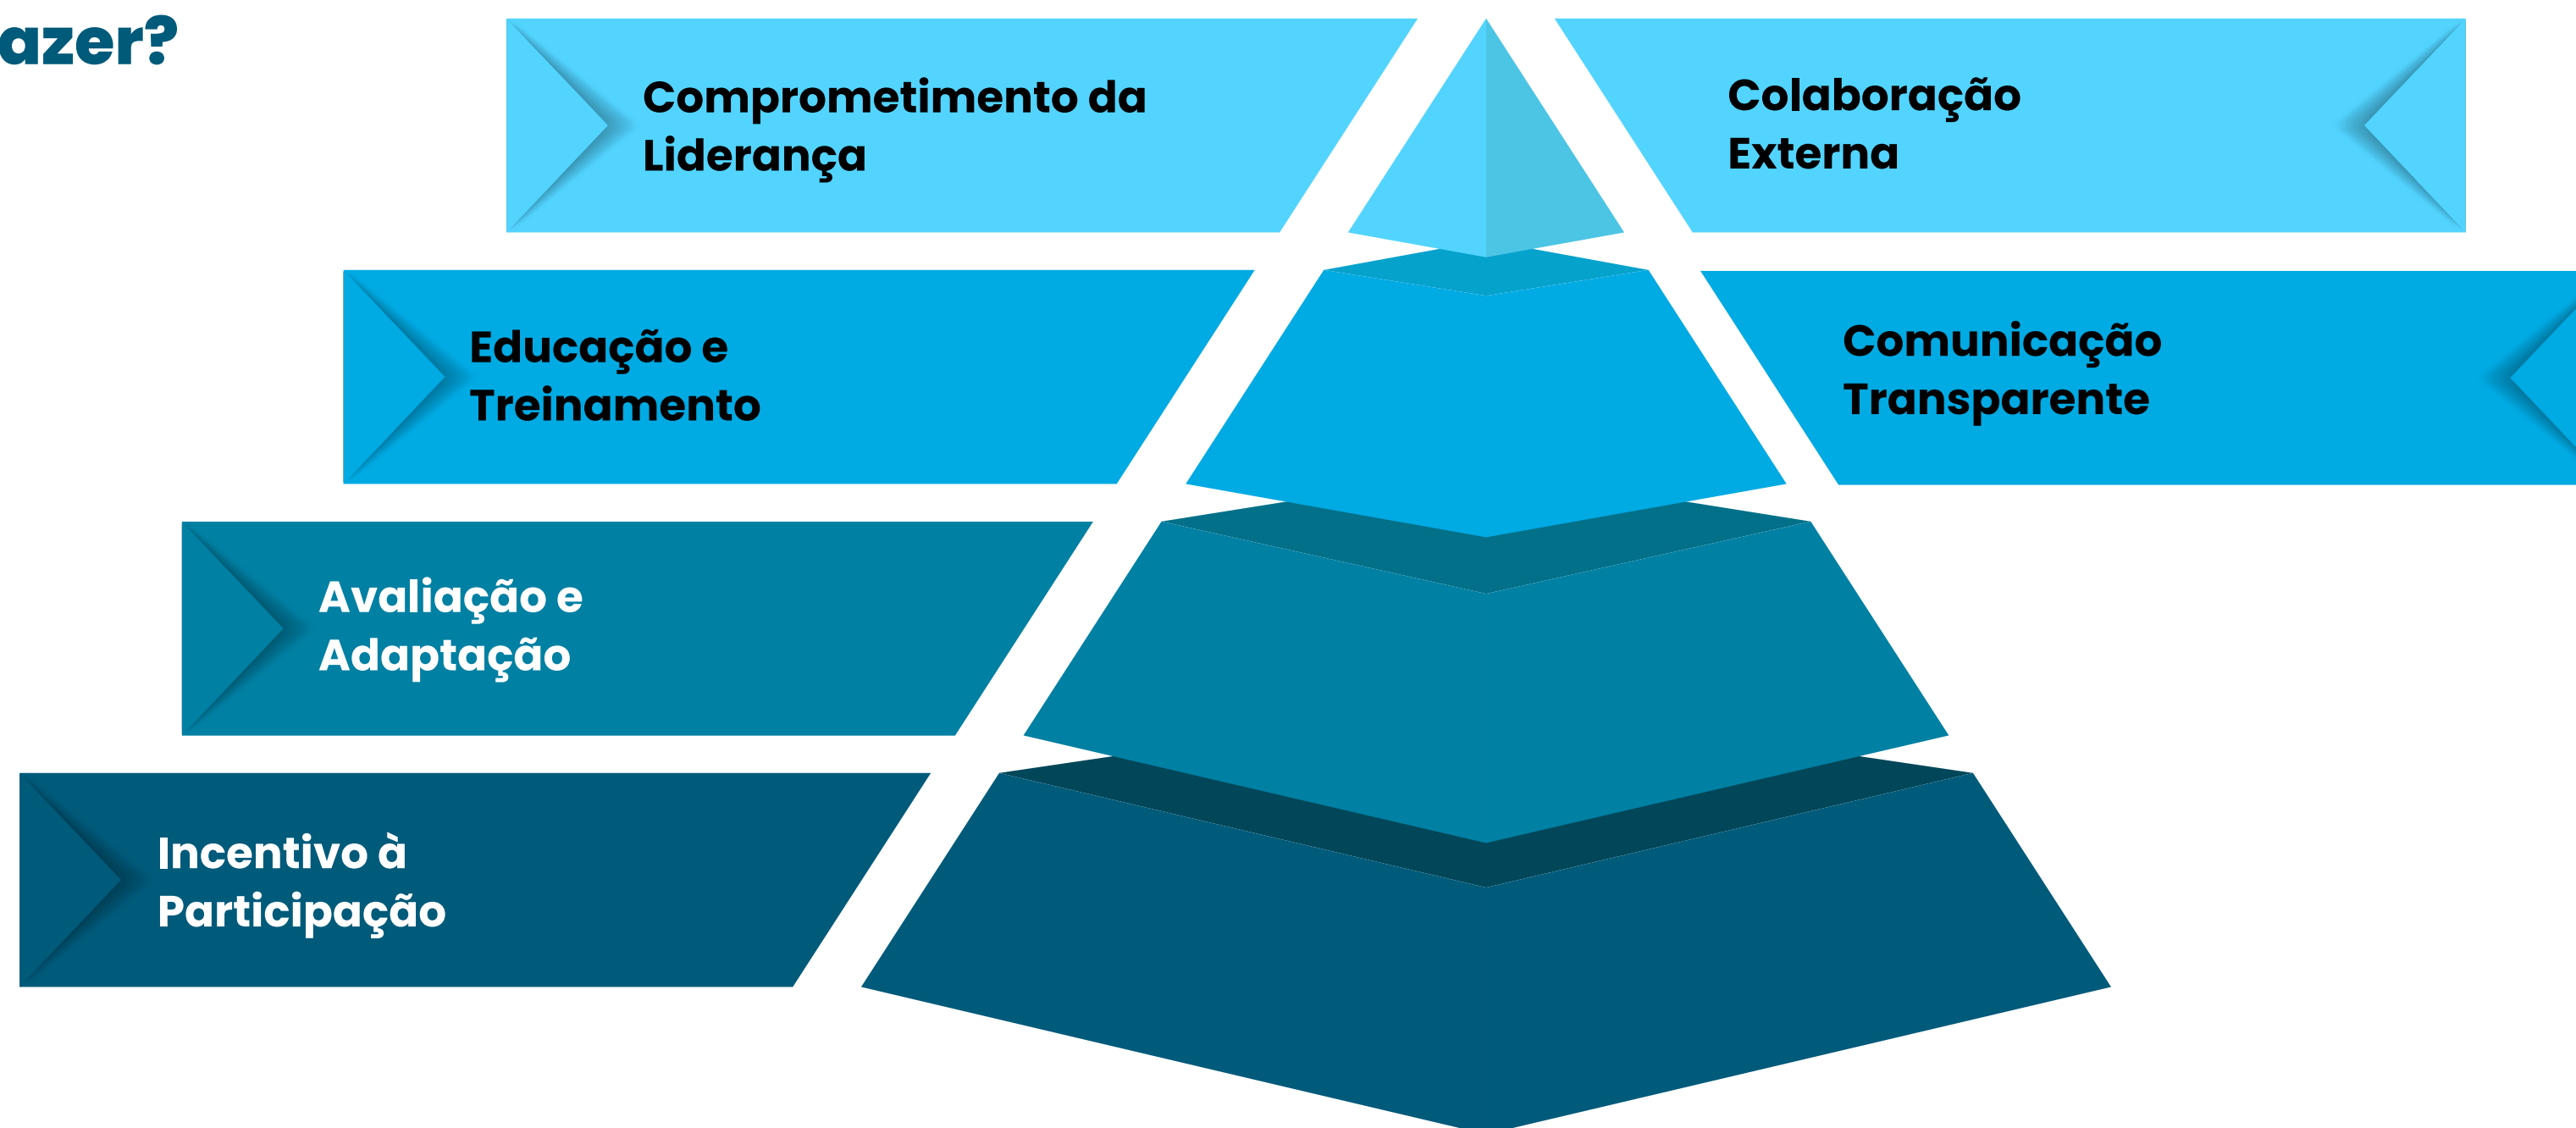 azer?
Comprometimento da
Liderança
Colaboração
Externa
Educação e
Treinamento
Comunicação
Transparente
Avaliação e
Adaptação
Incentivo à
Participação